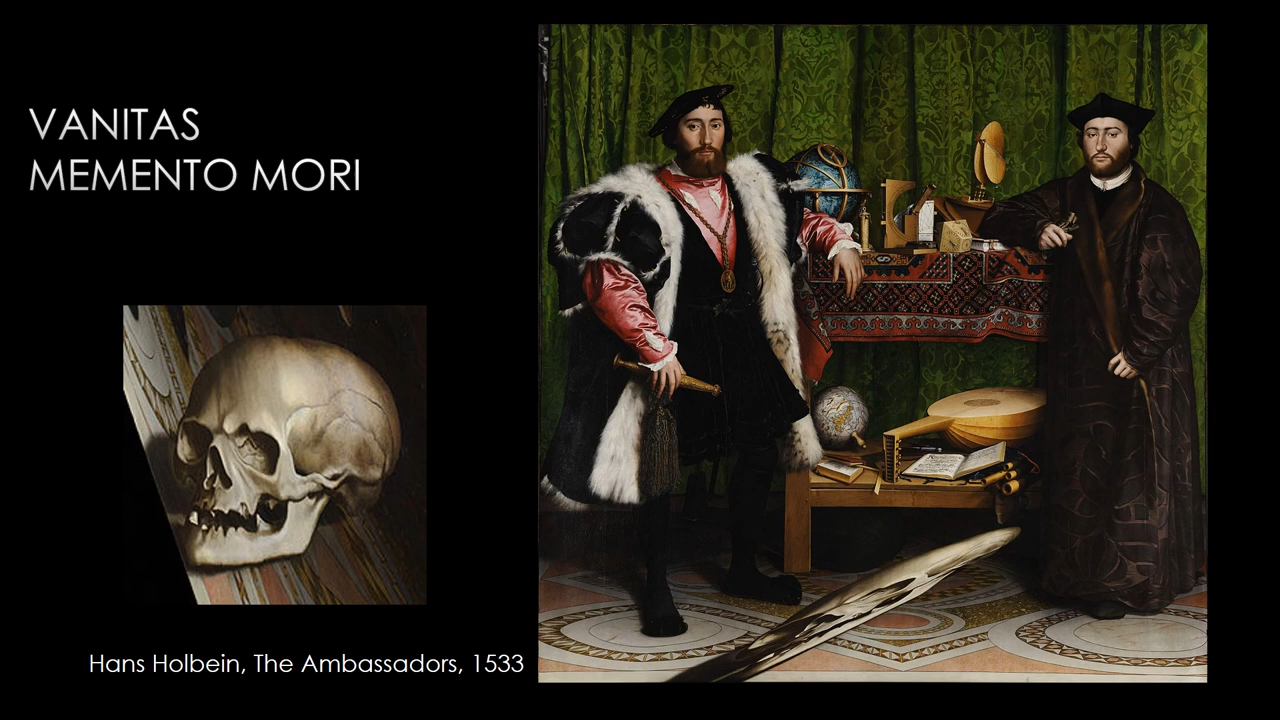 VANITAS
MEMENTO MORI
Hans Holbein, The Ambassadors, 1533